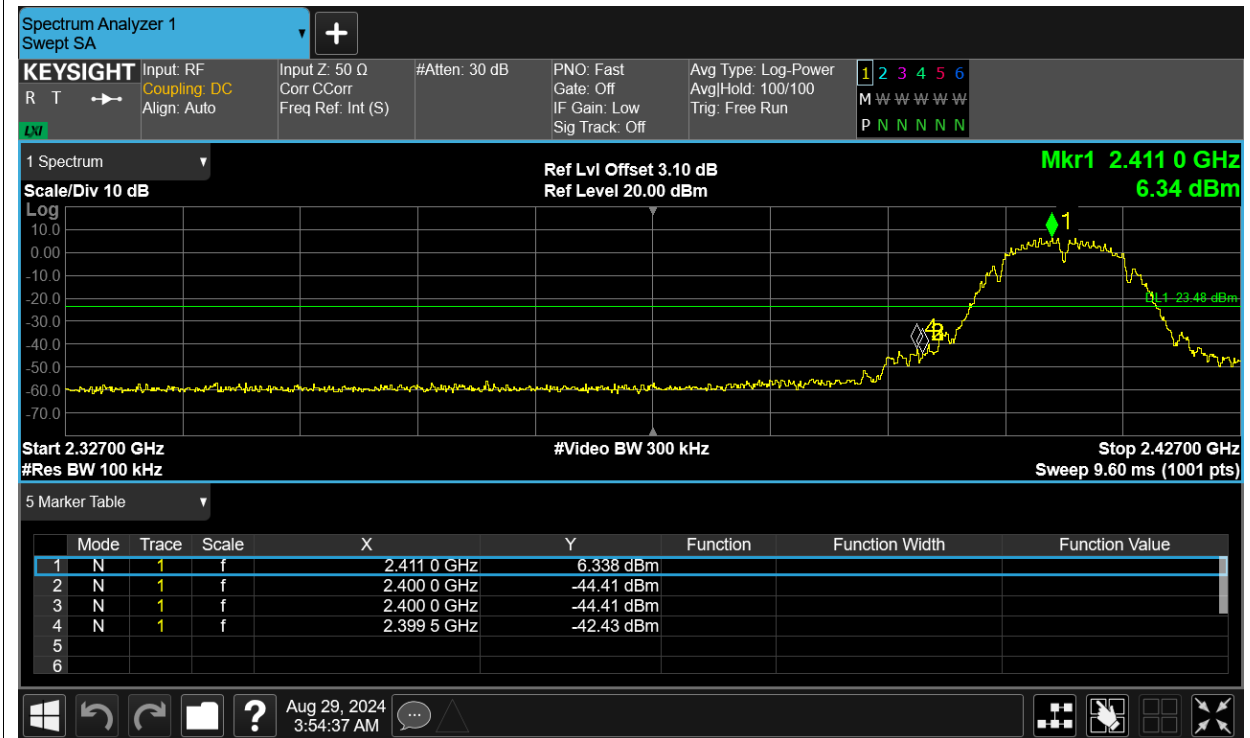 Spectrum Analyzer 1
Swept SA
+
KEYSIGHT
R T
LXI
Input: RF
Coupling: DC
Align: Auto
Input Z: 50 Ω
Corr CCorr
Freq Ref: Int (S)
#Atten: 30 dB
PNO: Fast
Gate: Off
IF Gain: Low
Sig Track: Off
Avg Type: Log-Power
Avg|Hold: 100/100
Trig: Free Run
1 2 3 4 5 6
M W W W W W
P N N N N N
1 Spectrum
Scale/Div 10 dB
Ref Lvl Offset 3.10 dB
Ref Level 20.00 dBm
Mkr1 2.411 0 GHz
6.34 dBm
Log
10.0
0.00
-10.0
-20.0
-30.0
-40.0
-50.0
-60.0
-70.0
1
4
DL1 -23.48 dBm
Start 2.32700 GHz
#Res BW 100 kHz
#Video BW 300 kHz
Stop 2.42700 GHz
Sweep 9.60 ms (1001 pts)
5 Marker Table
Mode Trace Scale X Y Function Function Width Function Value
1 N 1 f 2.411 0 GHz 6.338 dBm
2 N 1 f 2.400 0 GHz -44.41 dBm
3 N 1 f 2.400 0 GHz -44.41 dBm
4 N 1 f 2.399 5 GHz -42.43 dBm
5
6
?
Aug 29, 2024
3:54:37 AM